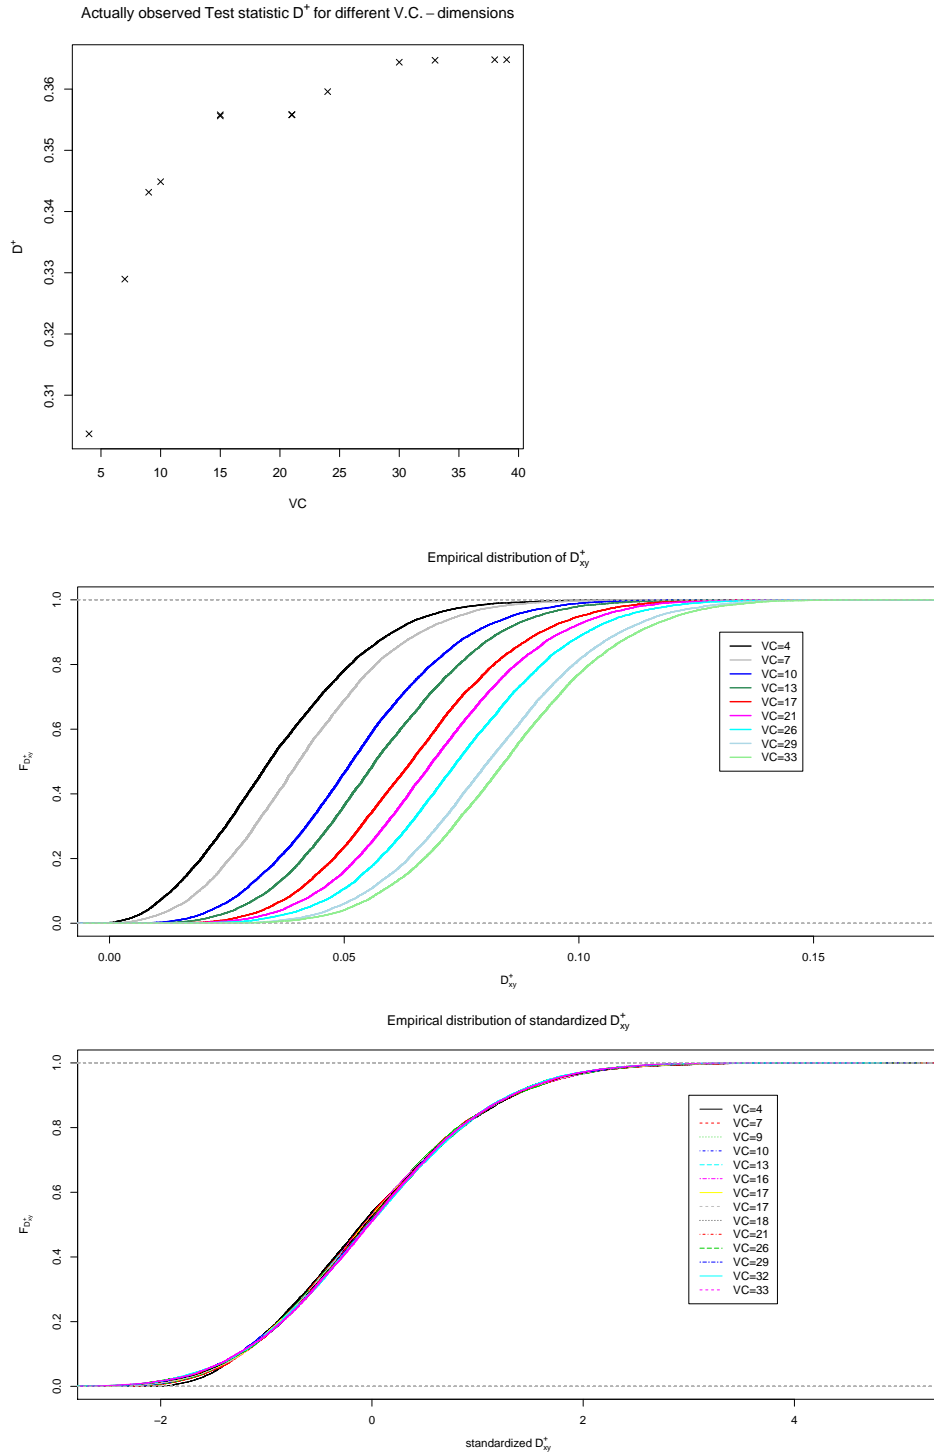 Actually observed Test statistic D+ for different V.C. – dimensions
0.36
0.35
0.34
0.33
0.32
0.31
D+
5 10 15 20 25 30 35 40
VC
Empirical distribution of D+xy
1.0
0.8
0.6
0.4
0.2
0.0
FD+xy
VC=4
VC=7
VC=10
VC=13
VC=17
VC=21
VC=26
VC=29
VC=33
0.00 0.05 0.10 0.15
D+xy
Empirical distribution of standardized D+xy
1.0
0.8
0.6
0.4
0.2
0.0
FD+xy
VC=4
VC=7
VC=9
VC=10
VC=13
VC=16
VC=17
VC=17
VC=18
VC=21
VC=26
VC=29
VC=32
VC=33
−2 0 2 4
standardized D+xy